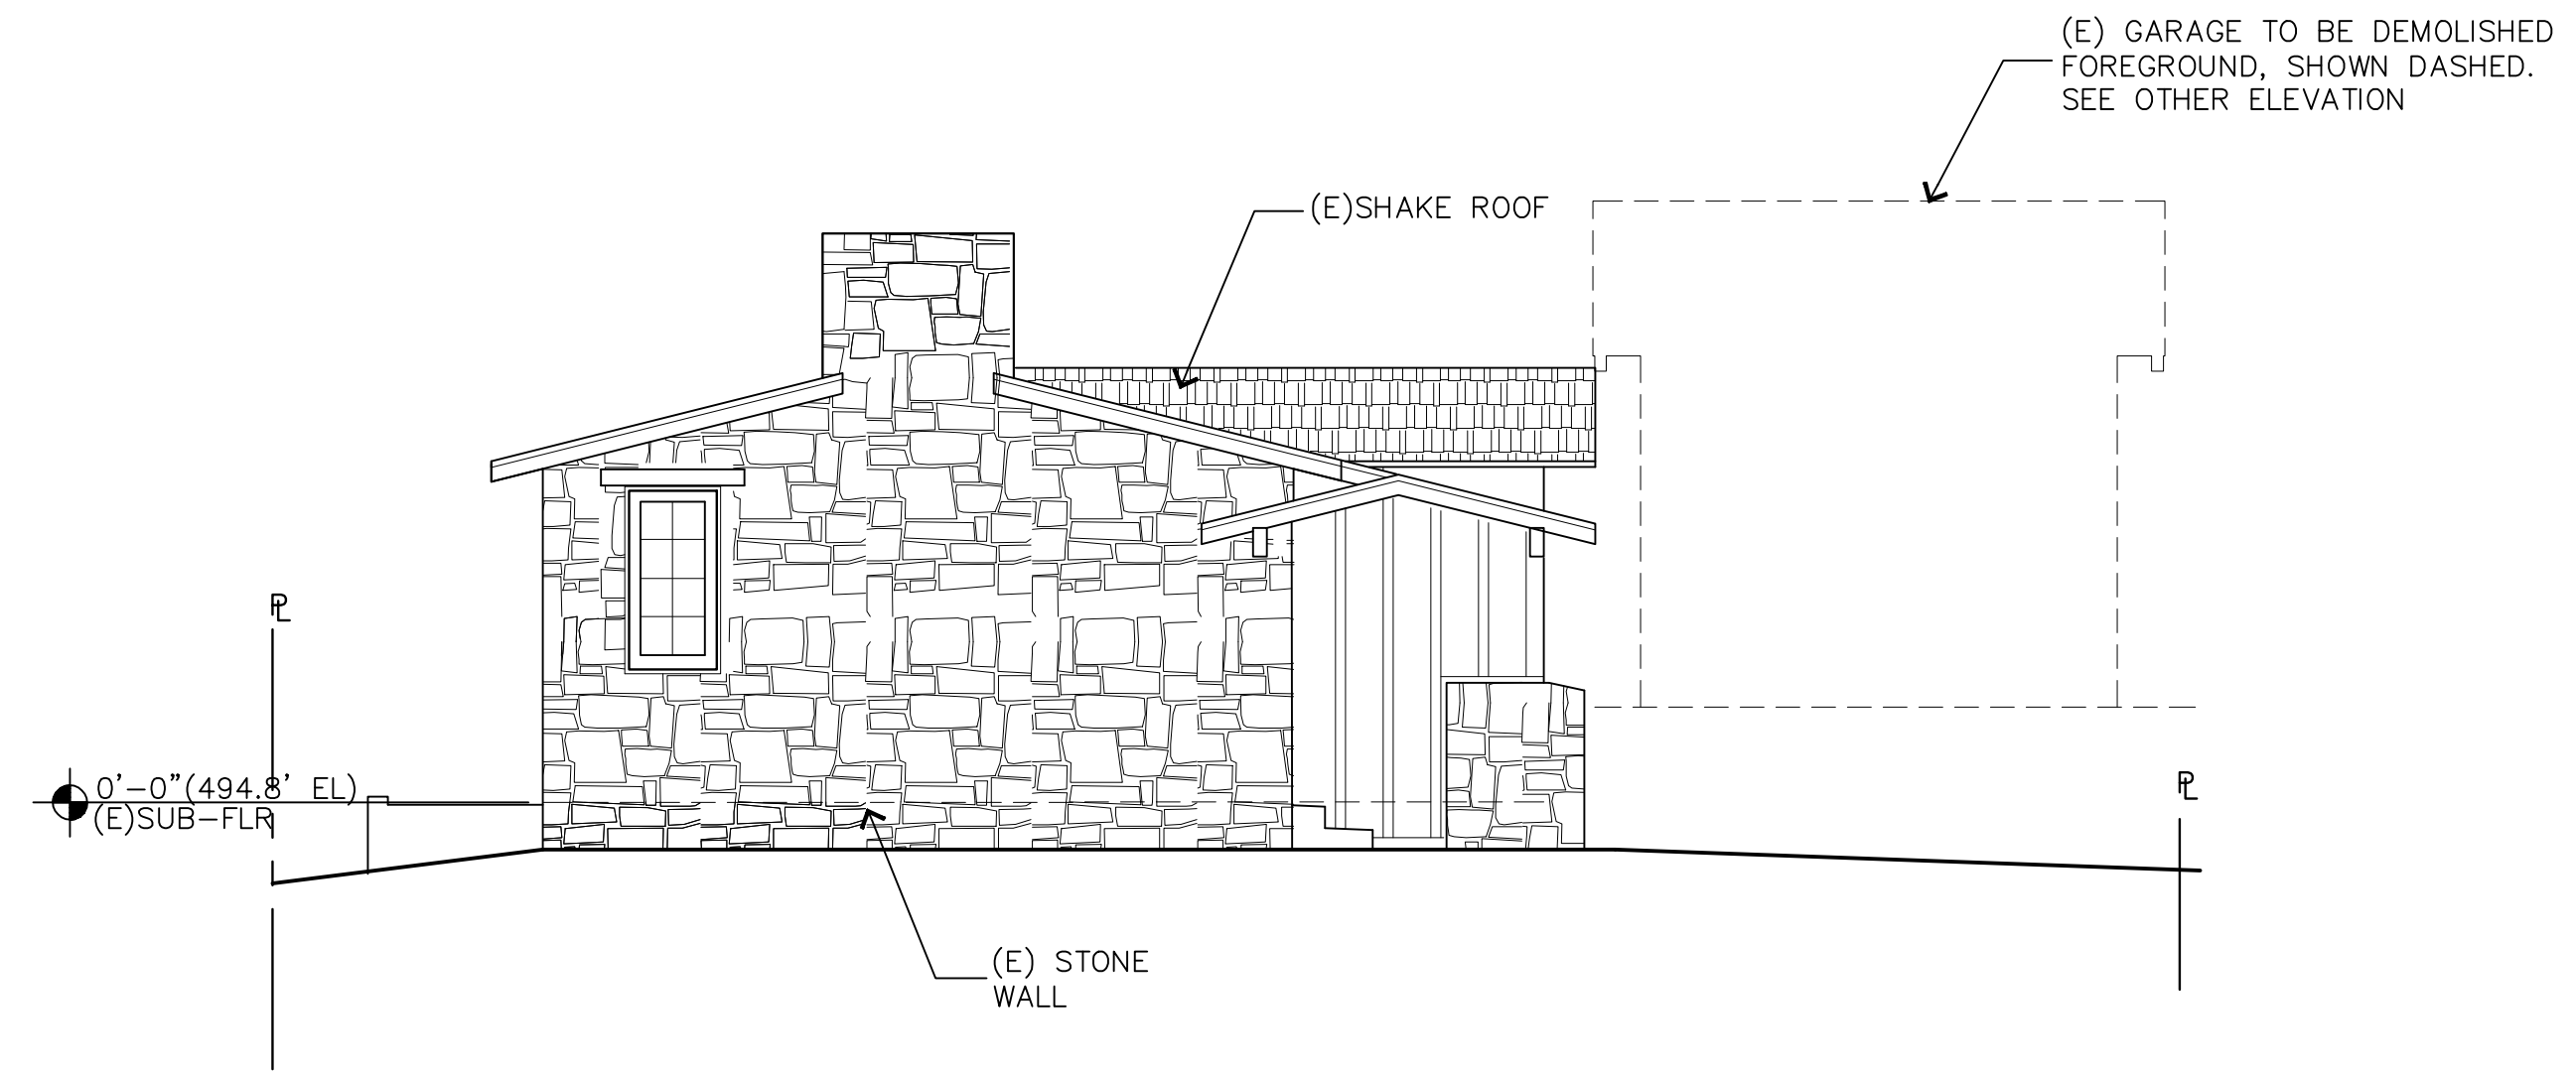 (E) GARAGE TO BE DEMOLISHED
FOREGROUND, SHOWN DASHED.
SEE OTHER ELEVATION
(E)SHAKE ROOF
PL
PL
0'-0"(494.8' EL)
(E)SUB-FLR
(E) STONE
WALL